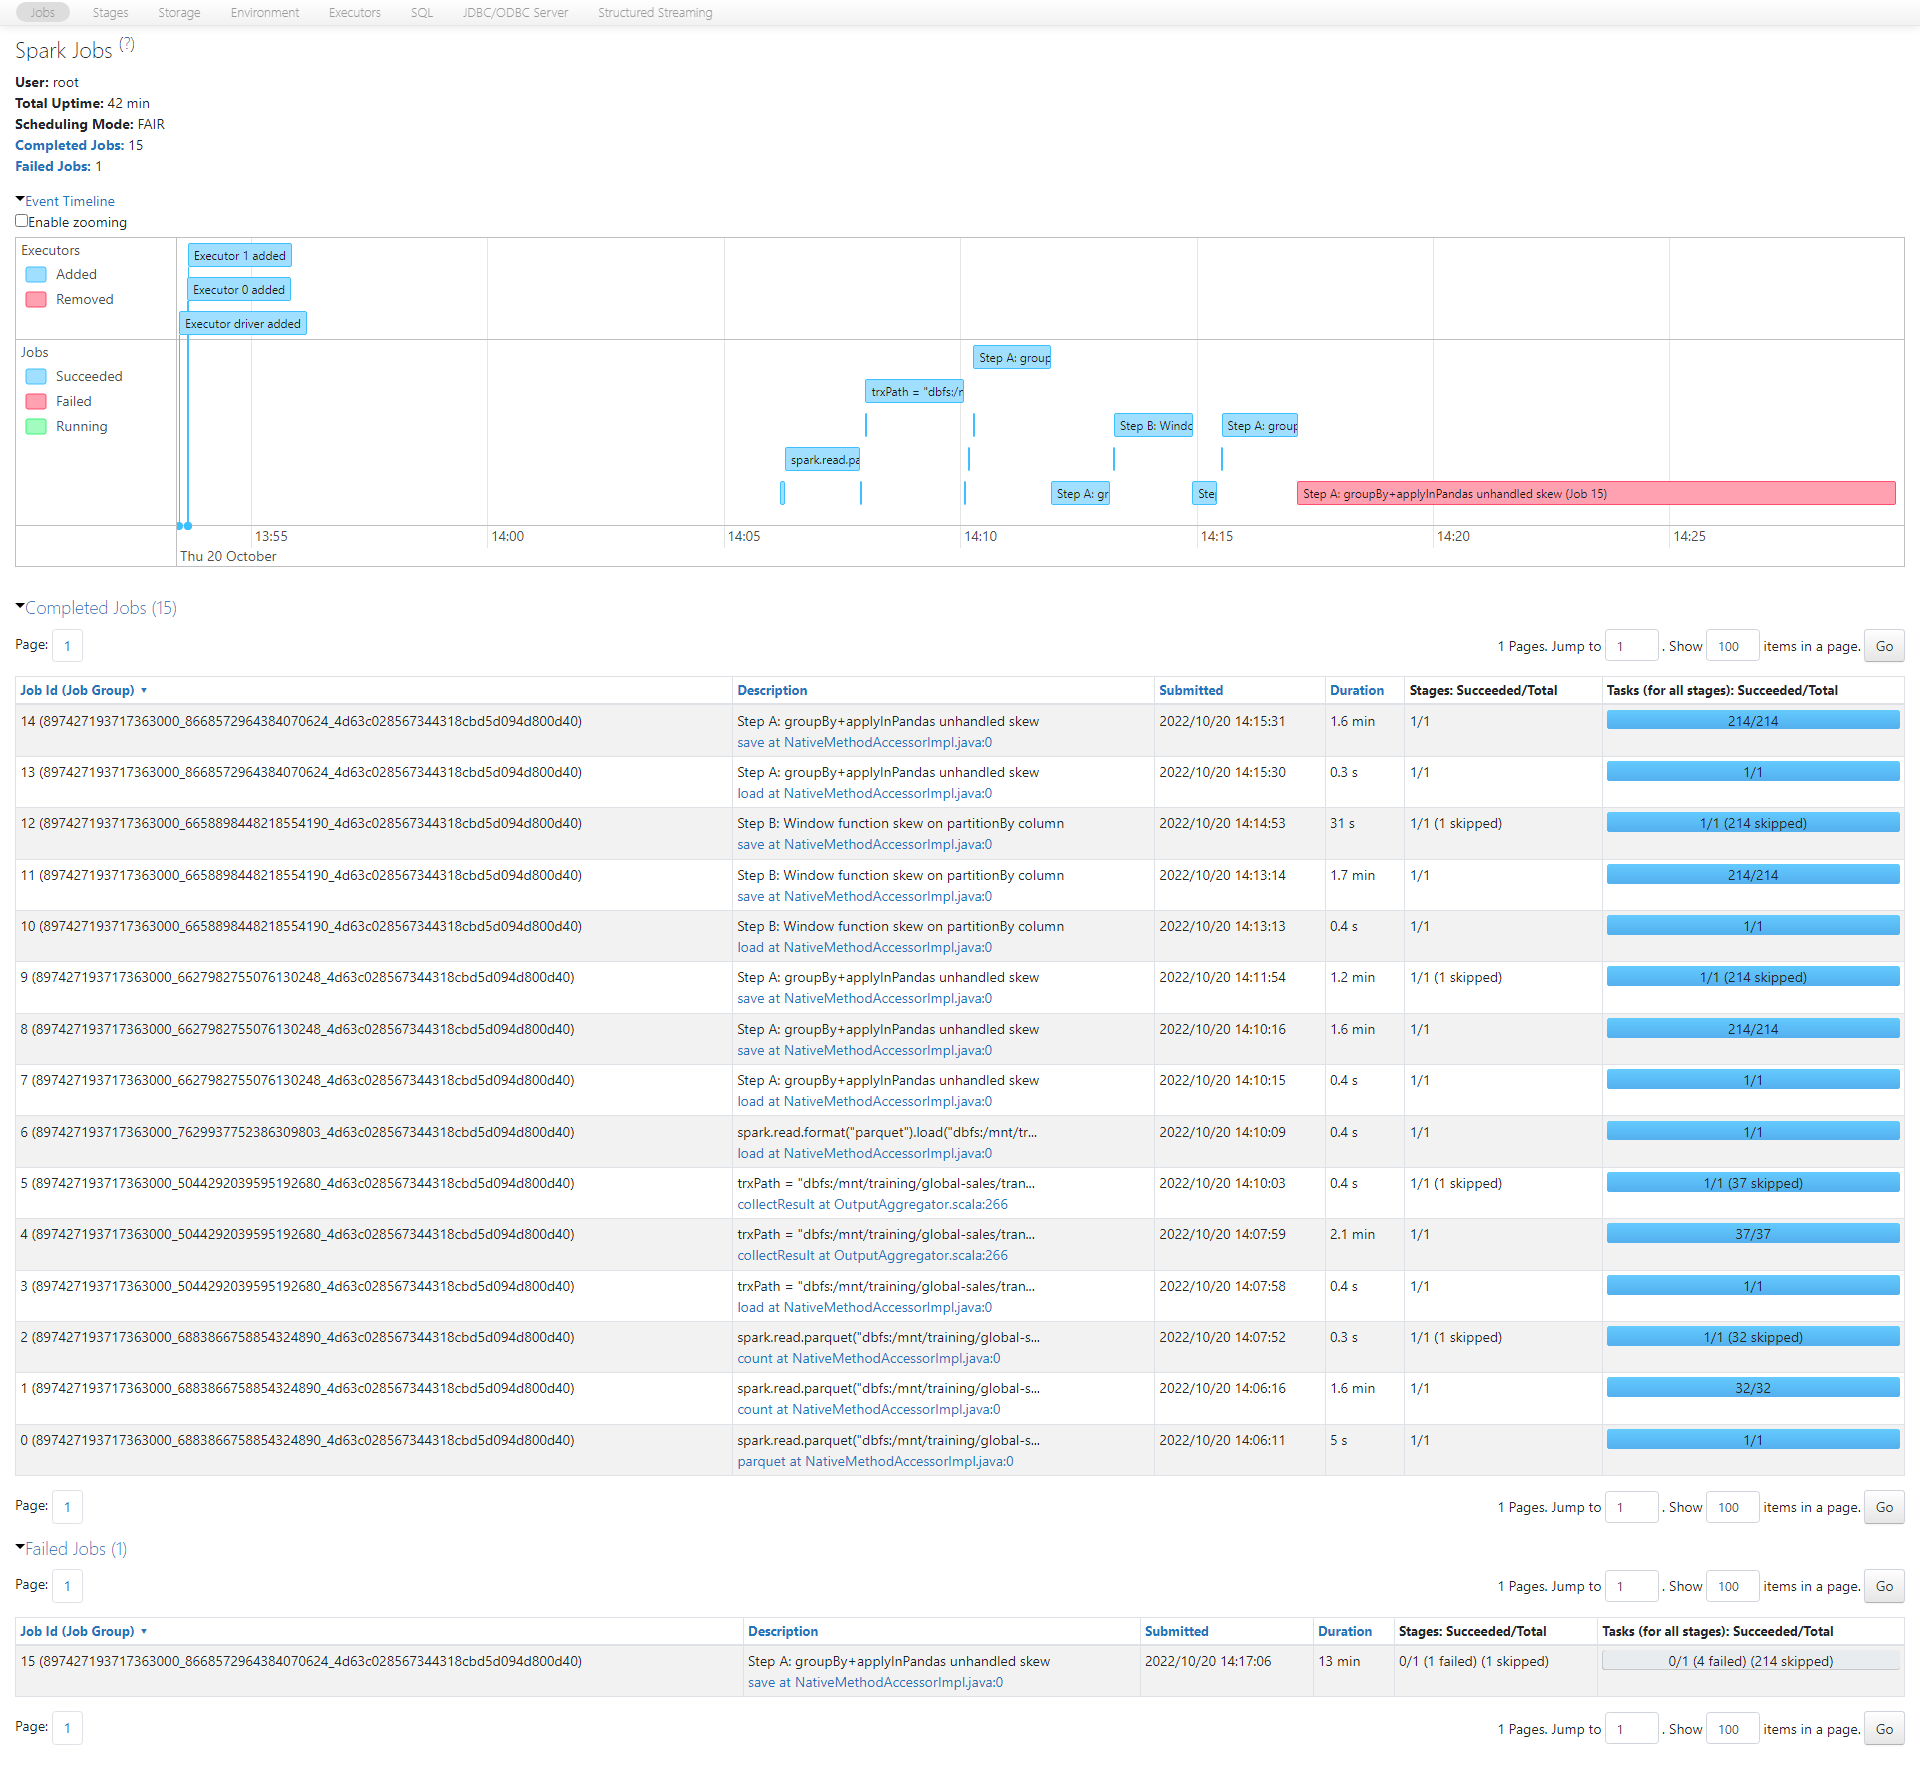 Jobs Stages Storage Environment Executors SQL JDBC/ODBC Server Structured Streaming
Spark Jobs (?)
User: root
Total Uptime: 42 min
Scheduling Mode: FAIR
Completed Jobs: 15
Failed Jobs: 1
Event Timeline
Enable zooming
Executors
Added
Removed
Executor 1 added
Executor 0 added
Executor driver added
Jobs
Succeeded
Failed
Running
Step A: group
trxPath = "dbfs:/r
Step B: Windo
Step A: group
spark.read.pa
Step A: gr
Step
Step A: groupBy+applyInPandas unhandled skew (Job 15)
13:55 14:00 14:05 14:10 14:15 14:20 14:25
Thu 20 October
Completed Jobs (15)
Page: 1 1 Pages. Jump to 1 . Show 100 items in a page. Go
Job Id (Job Group) ▾ Description Submitted Duration Stages: Succeeded/Total Tasks (for all stages): Succeeded/Total
14 (897427193717363000_8668572964384070624_4d63c028567344318cbd5d094d800d40) Step A: groupBy+applyInPandas unhandled skew 2022/10/20 14:15:31 1.6 min 1/1 214/214
save at NativeMethodAccessorImpl.java:0
13 (897427193717363000_8668572964384070624_4d63c028567344318cbd5d094d800d40) Step A: groupBy+applyInPandas unhandled skew 2022/10/20 14:15:30 0.3 s 1/1 1/1
load at NativeMethodAccessorImpl.java:0
12 (897427193717363000_6658898448218554190_4d63c028567344318cbd5d094d800d40) Step B: Window function skew on partitionBy column 2022/10/20 14:14:53 31 s 1/1 (1 skipped) 1/1 (214 skipped)
save at NativeMethodAccessorImpl.java:0
11 (897427193717363000_6658898448218554190_4d63c028567344318cbd5d094d800d40) Step B: Window function skew on partitionBy column 2022/10/20 14:13:14 1.7 min 1/1 214/214
save at NativeMethodAccessorImpl.java:0
10 (897427193717363000_6658898448218554190_4d63c028567344318cbd5d094d800d40) Step B: Window function skew on partitionBy column 2022/10/20 14:13:13 0.4 s 1/1 1/1
load at NativeMethodAccessorImpl.java:0
9 (897427193717363000_6627982755076130248_4d63c028567344318cbd5d094d800d40) Step A: groupBy+applyInPandas unhandled skew 2022/10/20 14:11:54 1.2 min 1/1 (1 skipped) 1/1 (214 skipped)
save at NativeMethodAccessorImpl.java:0
8 (897427193717363000_6627982755076130248_4d63c028567344318cbd5d094d800d40) Step A: groupBy+applyInPandas unhandled skew 2022/10/20 14:10:16 1.6 min 1/1 214/214
save at NativeMethodAccessorImpl.java:0
7 (897427193717363000_6627982755076130248_4d63c028567344318cbd5d094d800d40) Step A: groupBy+applyInPandas unhandled skew 2022/10/20 14:10:15 0.4 s 1/1 1/1
load at NativeMethodAccessorImpl.java:0
6 (897427193717363000_7629937752386309803_4d63c028567344318cbd5d094d800d40) spark.read.format("parquet").load("dbfs:/mnt/tr... 2022/10/20 14:10:09 0.4 s 1/1 1/1
load at NativeMethodAccessorImpl.java:0
5 (897427193717363000_5044292039595192680_4d63c028567344318cbd5d094d800d40) trxPath = "dbfs:/mnt/training/global-sales/tran... 2022/10/20 14:10:03 0.4 s 1/1 (1 skipped) 1/1 (37 skipped)
collectResult at OutputAggregator.scala:266
4 (897427193717363000_5044292039595192680_4d63c028567344318cbd5d094d800d40) trxPath = "dbfs:/mnt/training/global-sales/tran... 2022/10/20 14:07:59 2.1 min 1/1 37/37
collectResult at OutputAggregator.scala:266
3 (897427193717363000_5044292039595192680_4d63c028567344318cbd5d094d800d40) trxPath = "dbfs:/mnt/training/global-sales/tran... 2022/10/20 14:07:58 0.4 s 1/1 1/1
load at NativeMethodAccessorImpl.java:0
2 (897427193717363000_6883866758854324890_4d63c028567344318cbd5d094d800d40) spark.read.parquet("dbfs:/mnt/training/global-s... 2022/10/20 14:07:52 0.3 s 1/1 (1 skipped) 1/1 (32 skipped)
count at NativeMethodAccessorImpl.java:0
1 (897427193717363000_6883866758854324890_4d63c028567344318cbd5d094d800d40) spark.read.parquet("dbfs:/mnt/training/global-s... 2022/10/20 14:06:16 1.6 min 1/1 32/32
count at NativeMethodAccessorImpl.java:0
0 (897427193717363000_6883866758854324890_4d63c028567344318cbd5d094d800d40) spark.read.parquet("dbfs:/mnt/training/global-s... 2022/10/20 14:06:11 5 s 1/1 1/1
parquet at NativeMethodAccessorImpl.java:0
Page: 1 1 Pages. Jump to 1 . Show 100 items in a page. Go
Failed Jobs (1)
Page: 1 1 Pages. Jump to 1 . Show 100 items in a page. Go
Job Id (Job Group) ▾ Description Submitted Duration Stages: Succeeded/Total Tasks (for all stages): Succeeded/Total
15 (897427193717363000_8668572964384070624_4d63c028567344318cbd5d094d800d40) Step A: groupBy+applyInPandas unhandled skew 2022/10/20 14:17:06 13 min 0/1 (1 failed) (1 skipped) 0/1 (4 failed) (214 skipped)
save at NativeMethodAccessorImpl.java:0
Page: 1 1 Pages. Jump to 1 . Show 100 items in a page. Go